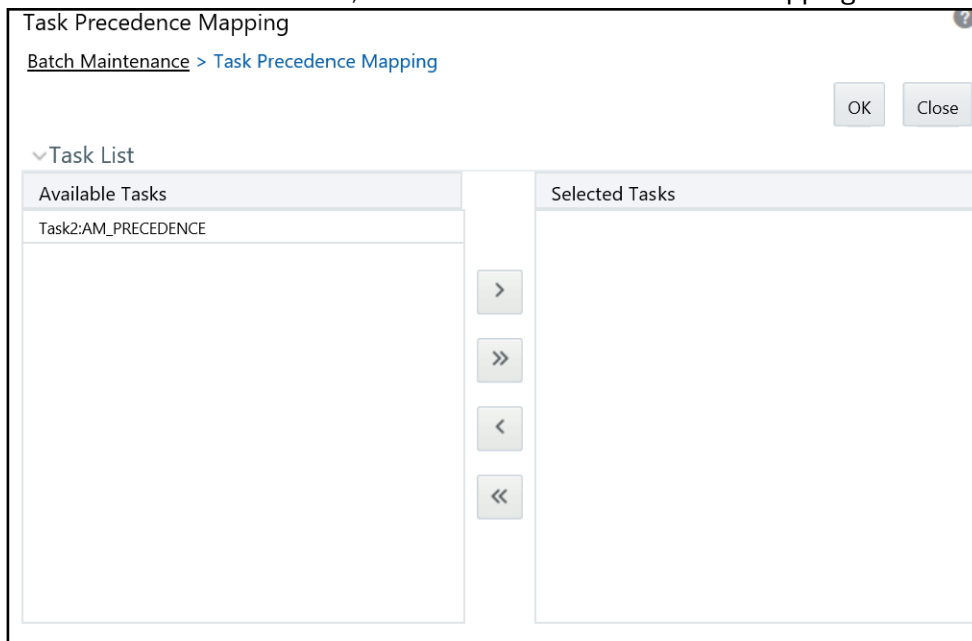 Task Precedence Mapping
Batch Maintenance > Task Precedence Mapping
OK Close
Task List
Available Tasks Selected Tasks
Task2:AM_PRECEDENCE
>
>>
<
<<